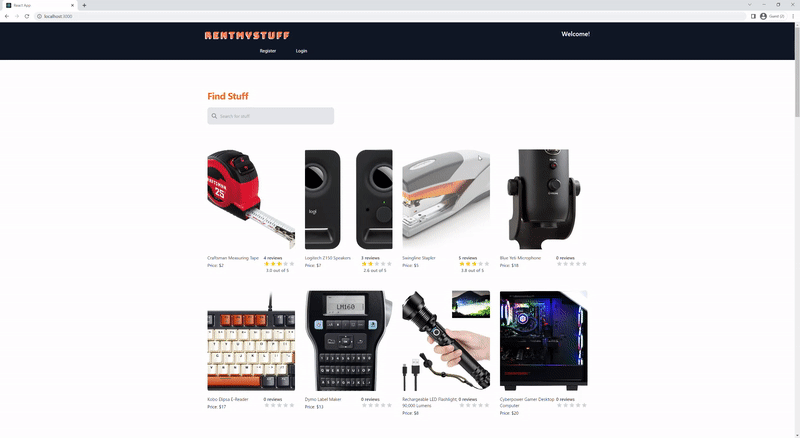 React App
localhost:3000
Guest (2)
RENTMYSTUFF
Welcome!
Register
Login
Find Stuff
Search for stuff
Craftsman Measuring Tape
4 reviews
Price: $2
3.0 out of 5
Logitech Z150 Speakers
3 reviews
Price: $7
2.6 out of 5
Swingline Stapler
5 reviews
Price: $5
3.8 out of 5
Blue Yeti Microphone
0 reviews
Price: $18
CRAFTSMAN
25
logi
LM160
Kobo Elipsa E-Reader
0 reviews
Price: $17
Dymo Label Maker
0 reviews
Price: $13
Rechargeable LED Flashlight
90,000 Lumens
0 reviews
Price: $8
Cyberpower Gamer Desktop
Computer
0 reviews
Price: $20